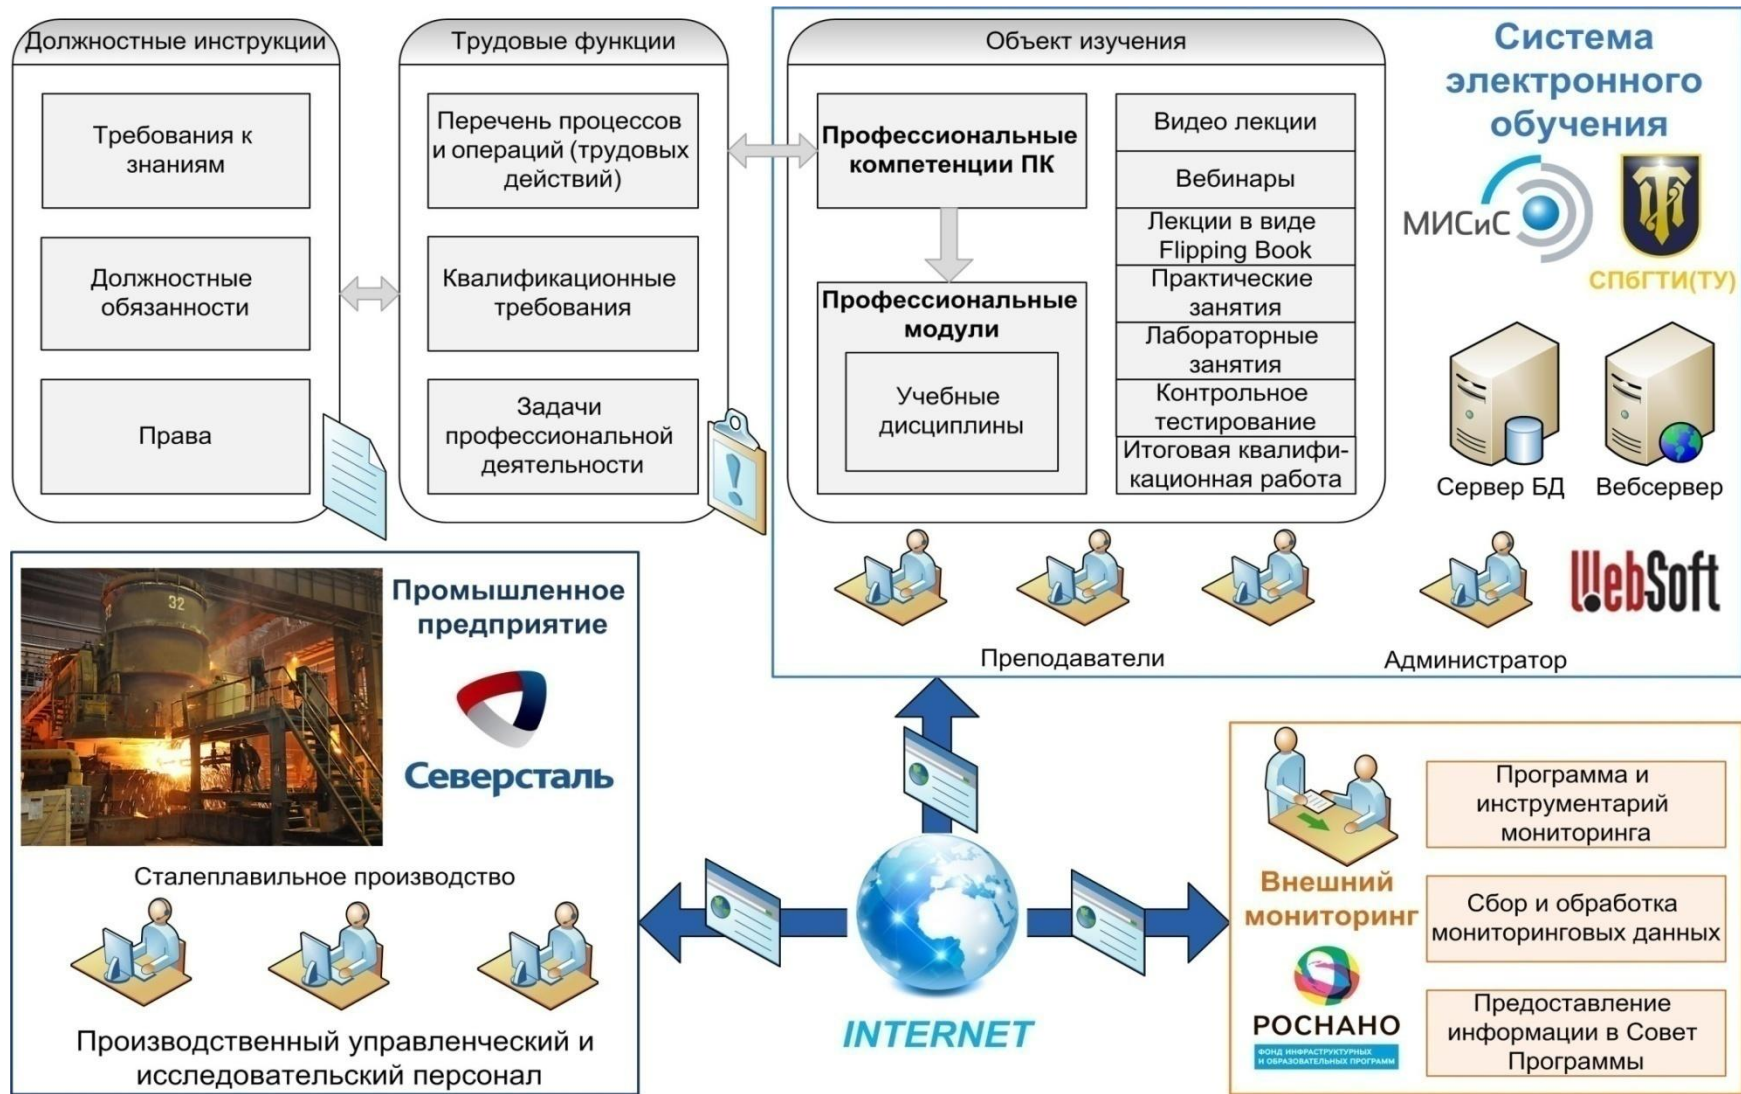 Должностные инструкции
Требования к
знаниям
Должностные
обязанности
Права
Трудовые функции
Перечень процессов
и операций (трудовых
действий)
Квалификационные
требования
Задачи
профессиональной
деятельности
Объект изучения
Профессиональные
компетенции ПК
Профессиональные
модули
Учебные
дисциплины
Видео лекции
Вебинары
Лекции в виде
Flipping Book
Практические
занятия
Лабораторные
занятия
Контрольное
тестирование
Итоговая квалифи-
кационная работа
Система
электронного
обучения
МИСиС
СПбГТИ(ТУ)
Сервер БД
Вебсервер
Преподаватели
Администратор
WebSoft
32
Промышленное
предприятие
Северсталь
Сталеплавильное производство
Производственный управленческий и
исследовательский персонал
INTERNET
Внешний
мониторинг
РОСНАНО
ФОНД ИНФРАСТРУКТУРНЫХ
И ОБРАЗОВАТЕЛЬНЫХ ПРОГРАММ
Программа и
инструментарий
мониторинга
Сбор и обработка
мониторинговых данных
Предоставление
информации в Совет
Программы